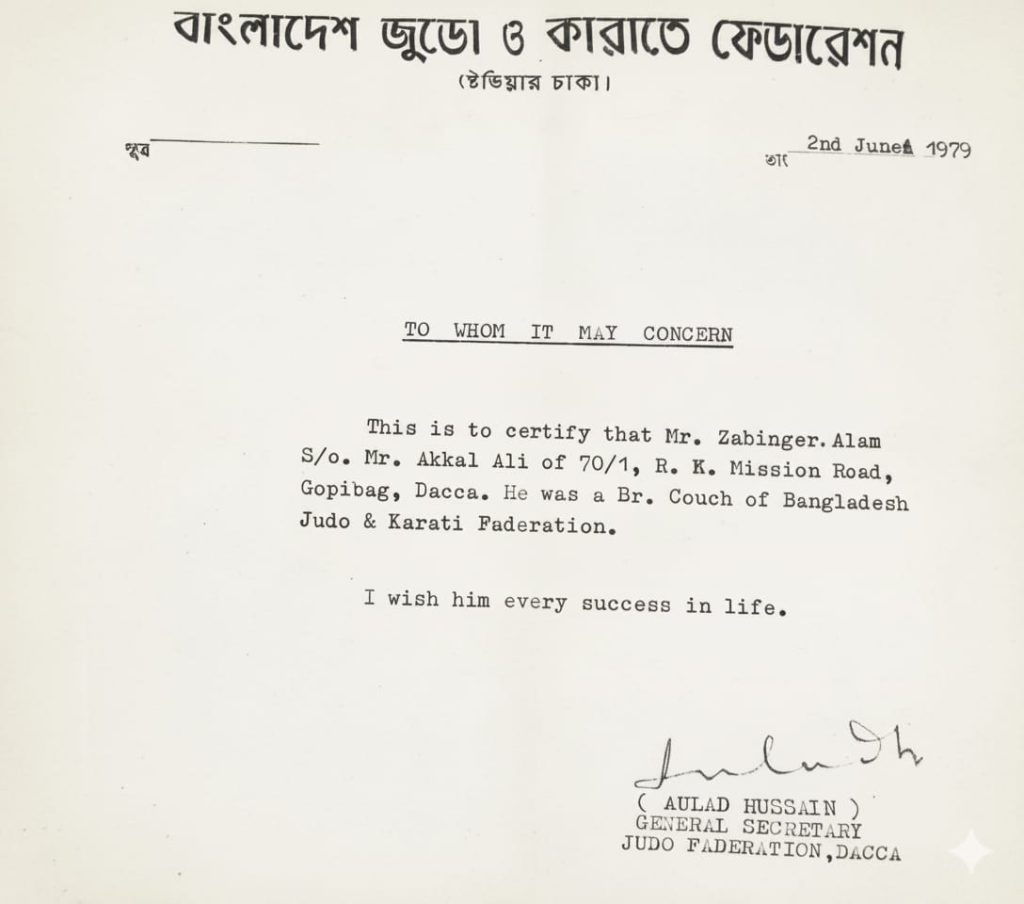 বাংলাদেশ জুডো ও কারাতে ফেডারেশন
(ষ্টেডিয়ার ঢাকা।
সূত্র
তাং 2nd June 1979
TO WHOM IT MAY CONCERN
This is to certify that Mr. Zabinger. Alam
S/o. Mr. Akkal Ali of 70/1, R. K. Mission Road,
Gopibag, Dacca. He was a Br. Couch of Bangladesh
Judo & Karati Faderation.
I wish him every success in life.
( AULAD HUSSAIN )
GENERAL SECRETARY
JUDO FADERATION,DACCA